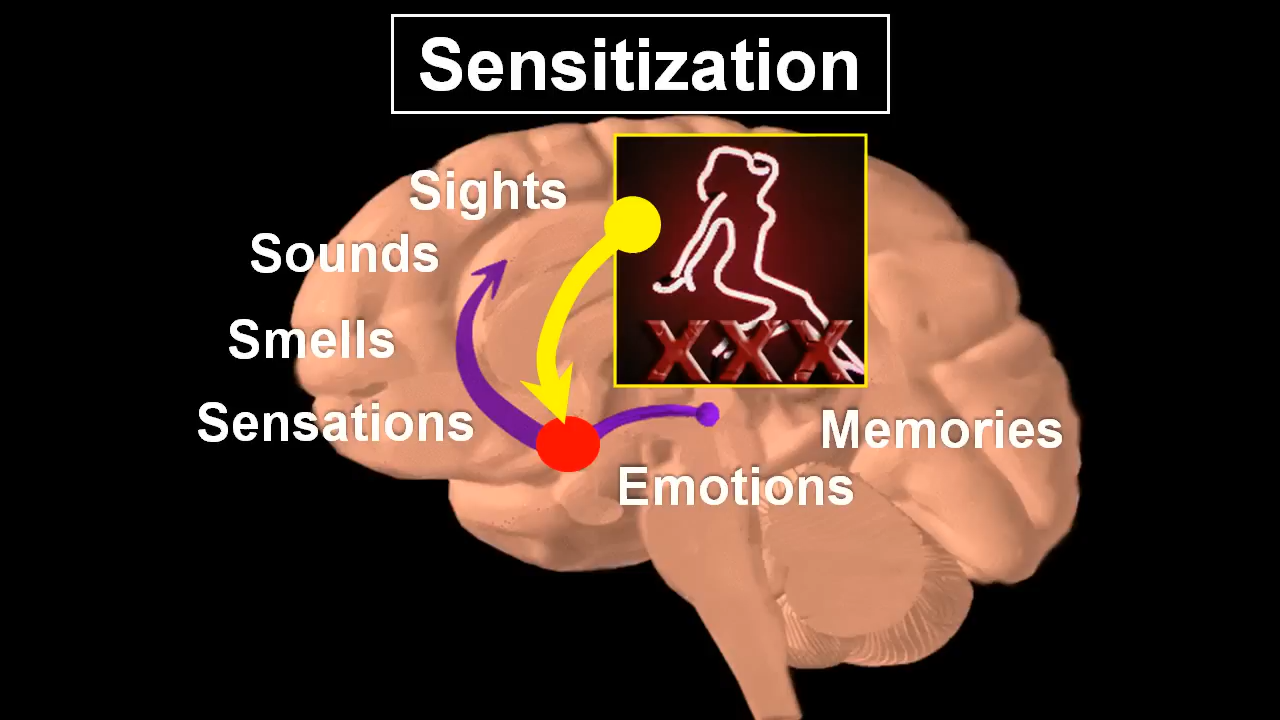 Sensitization
Sights
Sounds
Smells
Sensations
XXX
Memories
Emotions